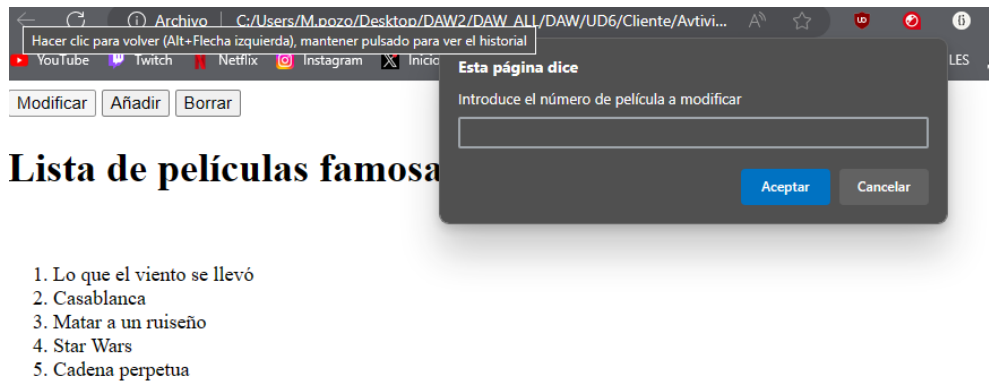 Archivo | C:/Users/M.pozo/Desktop/DAW2/DAW_ALL/DAW/UD6/Cliente/Avtivi...
Hacer clic para volver (Alt+Flecha izquierda), mantener pulsado para ver el historial
YouTube Twitch Netflix Instagram Inicio
LES
Esta página dice
Introduce el número de película a modificar
Aceptar Cancelar
Modificar Añadir Borrar
Lista de películas famosa
1. Lo que el viento se llevó
2. Casablanca
3. Matar a un ruiseño
4. Star Wars
5. Cadena perpetua